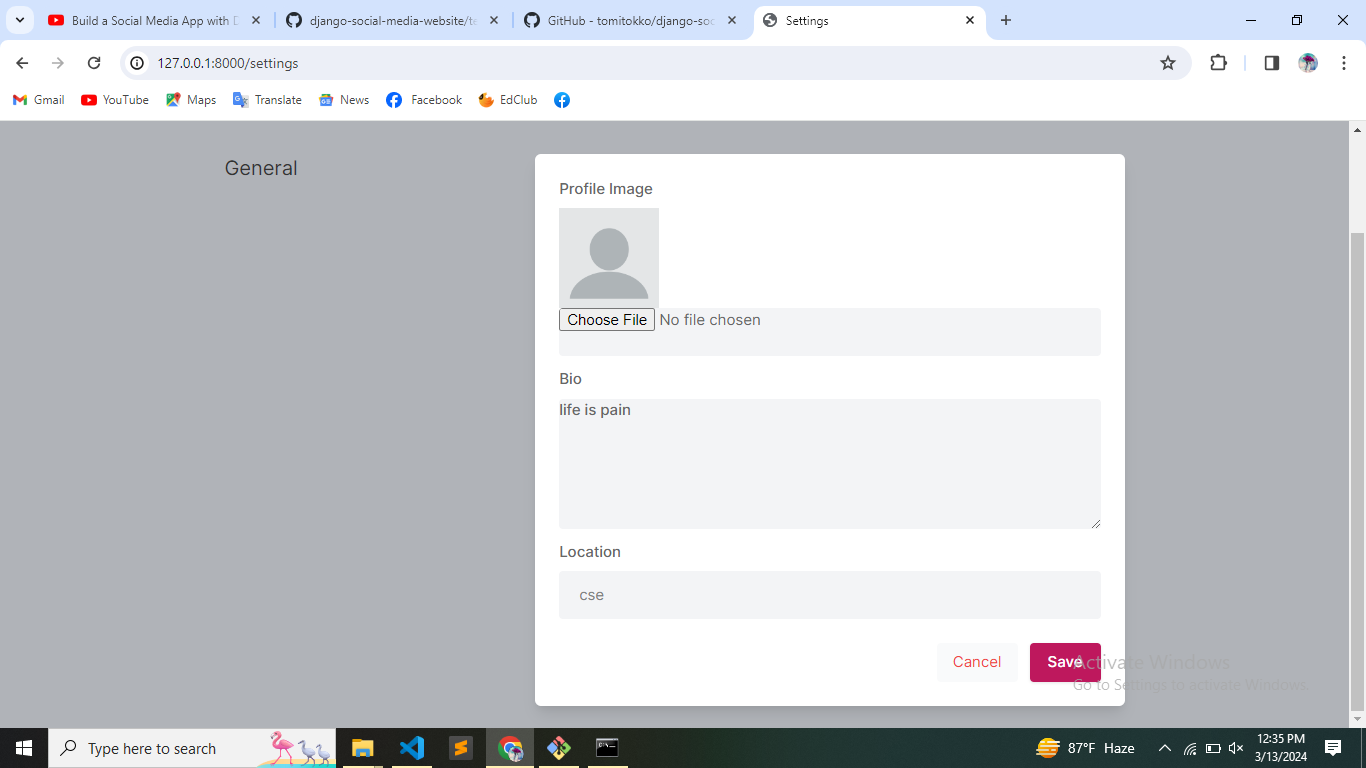 Build a Social Media App with D
django-social-media-website/te
GitHub - tomitokko/django-soc
Settings
127.0.0.1:8000/settings
Gmail
YouTube
Maps
Translate
News
Facebook
EdClub
General
Profile Image
Choose File No file chosen
Bio
life is pain
Location
cse
Cancel
Save
Activate Windows
Go to Settings to activate Windows.
Type here to search
87°F Haze
12:35 PM
3/13/2024